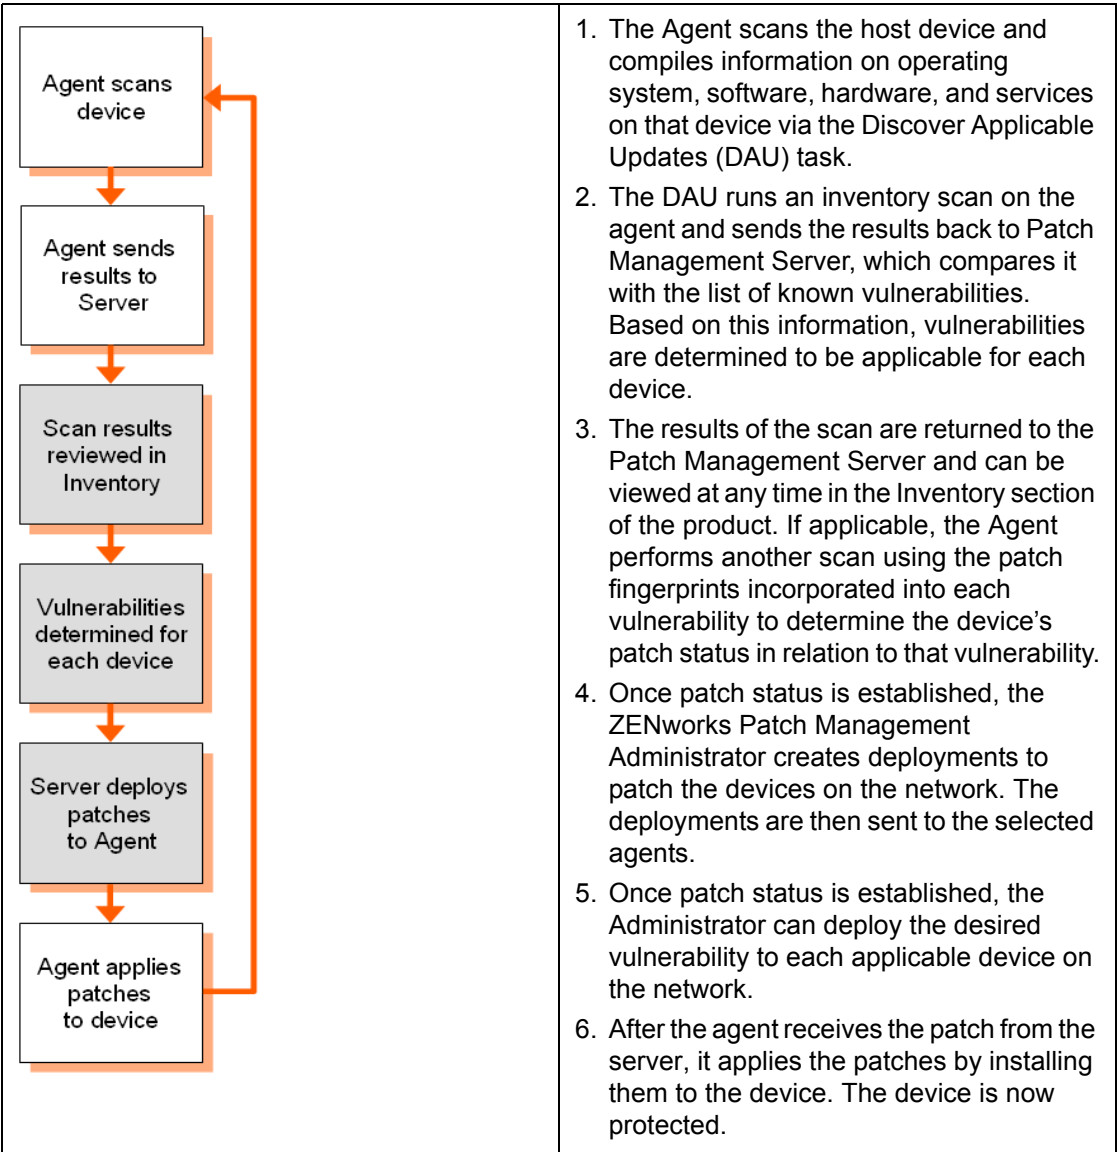 Agent scans
device
Agent sends
results to
Server
Scan results
reviewed in
Inventory
Vulnerabilities
determined for
each device
Server deploys
patches
to Agent
Agent applies
patches
to device
1. The Agent scans the host device and
compiles information on operating
system, software, hardware, and services
on that device via the Discover Applicable
Updates (DAU) task.
2. The DAU runs an inventory scan on the
agent and sends the results back to Patch
Management Server, which compares it
with the list of known vulnerabilities.
Based on this information, vulnerabilities
are determined to be applicable for each
device.
3. The results of the scan are returned to the
Patch Management Server and can be
viewed at any time in the Inventory section
of the product. If applicable, the Agent
performs another scan using the patch
fingerprints incorporated into each
vulnerability to determine the device’s
patch status in relation to that vulnerability.
4. Once patch status is established, the
ZENworks Patch Management
Administrator creates deployments to
patch the devices on the network. The
deployments are then sent to the selected
agents.
5. Once patch status is established, the
Administrator can deploy the desired
vulnerability to each applicable device on
the network.
6. After the agent receives the patch from the
server, it applies the patches by installing
them to the device. The device is now
protected.